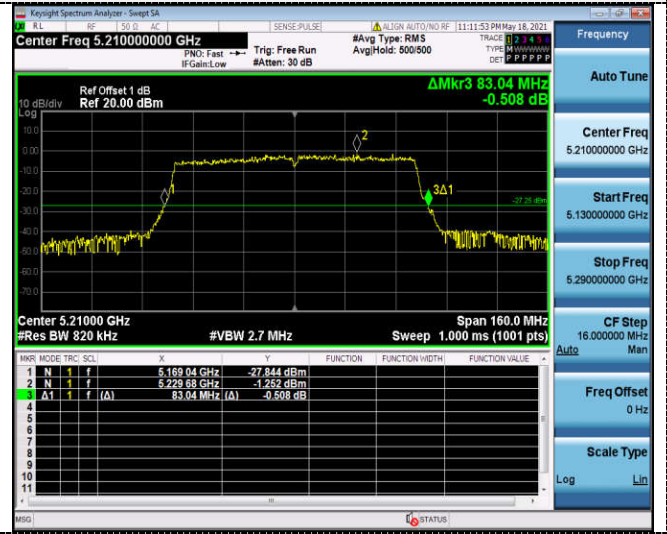 Keysight Spectrum Analyzer - Swept SA
RL RF 50 Ω AC SENSE:PULSE ALIGN AUTO/NO RF 11:11:53 PM May 18, 2021
Center Freq 5.210000000 GHz #Avg Type: RMS TRACE 1 2 3 4 5 6
PNO: Fast Trig: Free Run Avg|Hold: 500/500 TYPE M WWWWW
IFGain:Low #Atten: 30 dB DET P P P P P P
ΔMkr3 83.04 MHz
Ref Offset 1 dB
10 dB/div Ref 20.00 dBm -0.508 dB
Log
10.0
0.00
-10.0
-20.0
-30.0
-40.0
-50.0
-60.0
-70.0
1
2
3Δ1
-27.25 dBm
Center 5.21000 GHz Span 160.0 MHz
#Res BW 820 kHz #VBW 2.7 MHz Sweep 1.000 ms (1001 pts)
MKR MODE TRC SCL X Y FUNCTION FUNCTION WIDTH FUNCTION VALUE
1 N 1 f 5.169 04 GHz -27.844 dBm
2 N 1 f 5.229 68 GHz -1.252 dBm
3 Δ1 1 f (Δ) 83.04 MHz (Δ) -0.508 dB
4
5
6
7
8
9
10
11
MSG STATUS
Frequency
Auto Tune
Center Freq
5.210000000 GHz
Start Freq
5.130000000 GHz
Stop Freq
5.290000000 GHz
CF Step
16.000000 MHz
Auto Man
Freq Offset
0 Hz
Scale Type
Log Lin